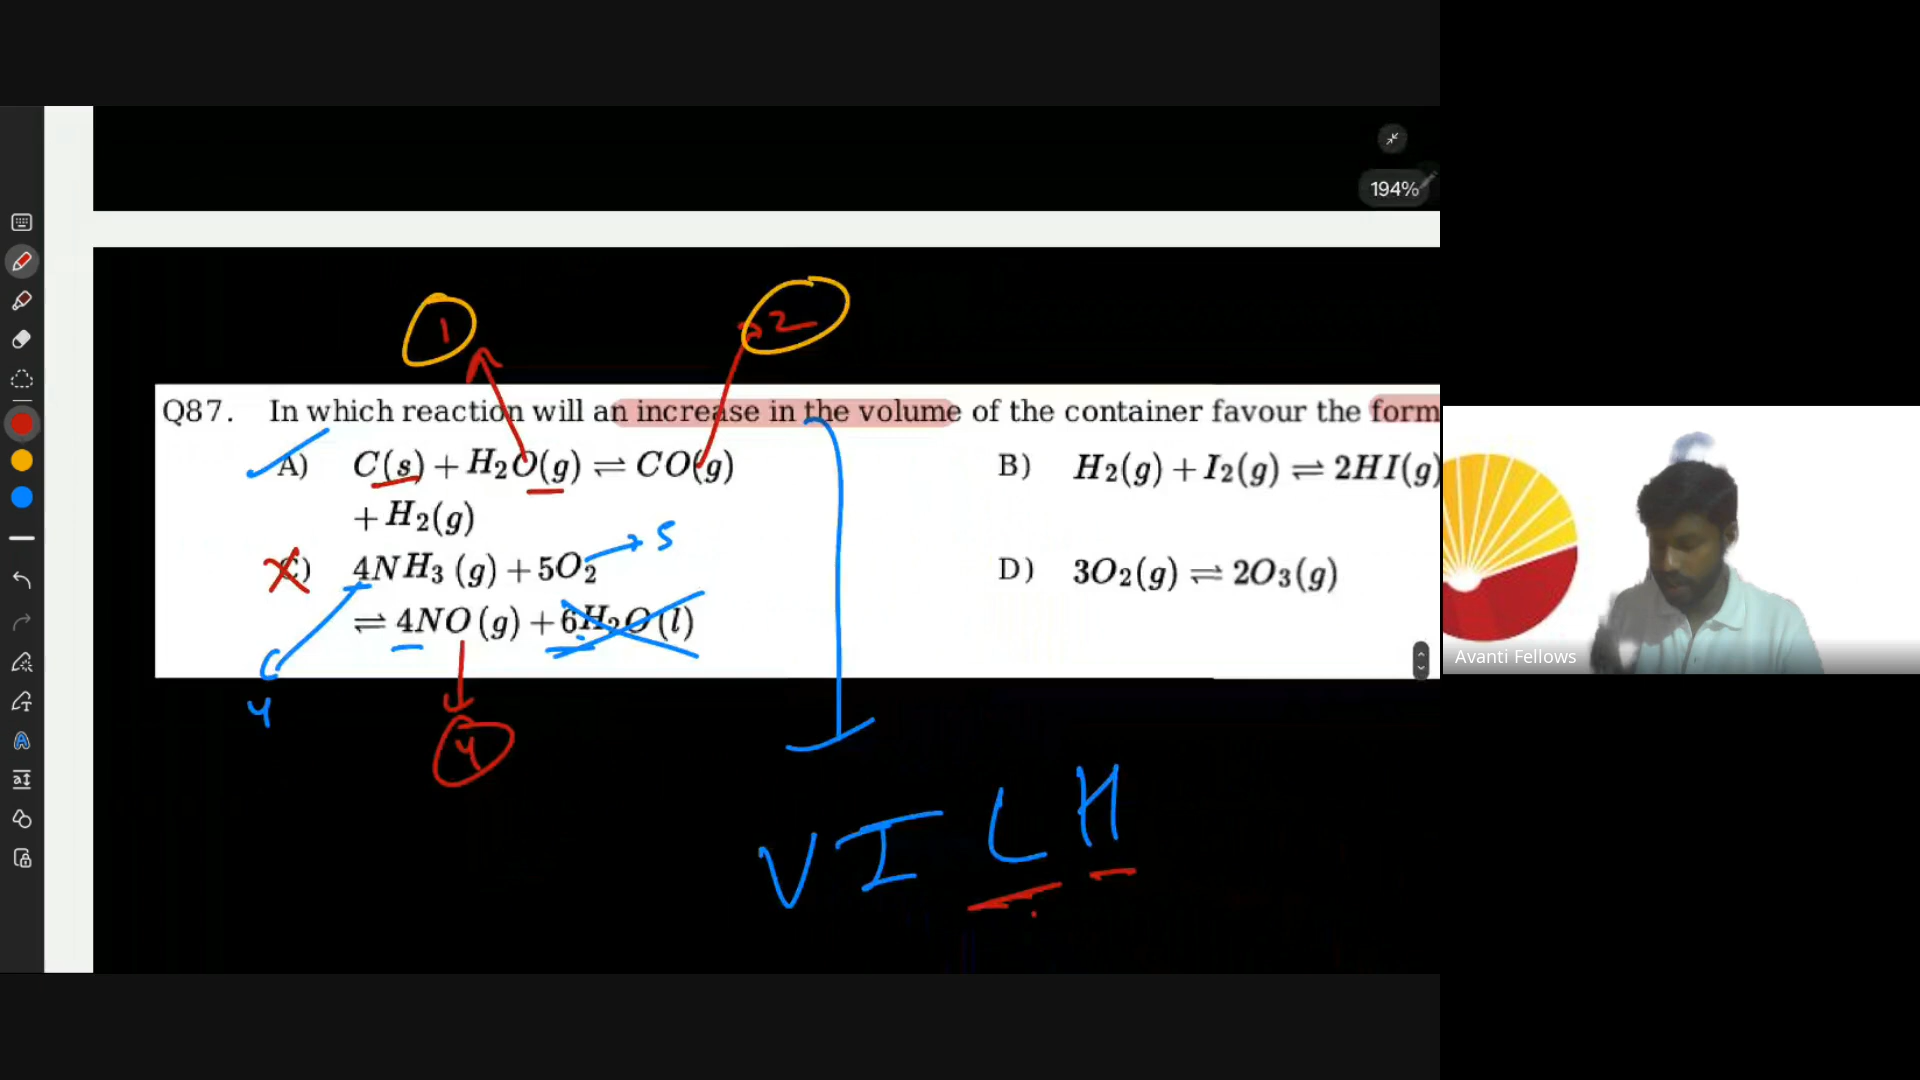 194%
1
2
Q87. In which reaction will an increase in the volume of the container favour the form
A) C(s) + H₂O(g) ⇌ CO(g) + H₂(g)
B) H₂(g) + I₂(g) ⇌ 2HI(g)
5
C) 4NH₃ (g) + 5O₂ ⇌ 4NO (g) + 6H₂O (l)
D) 3O₂(g) ⇌ 2O₃(g)
4
4
V I L H
Avanti Fellows